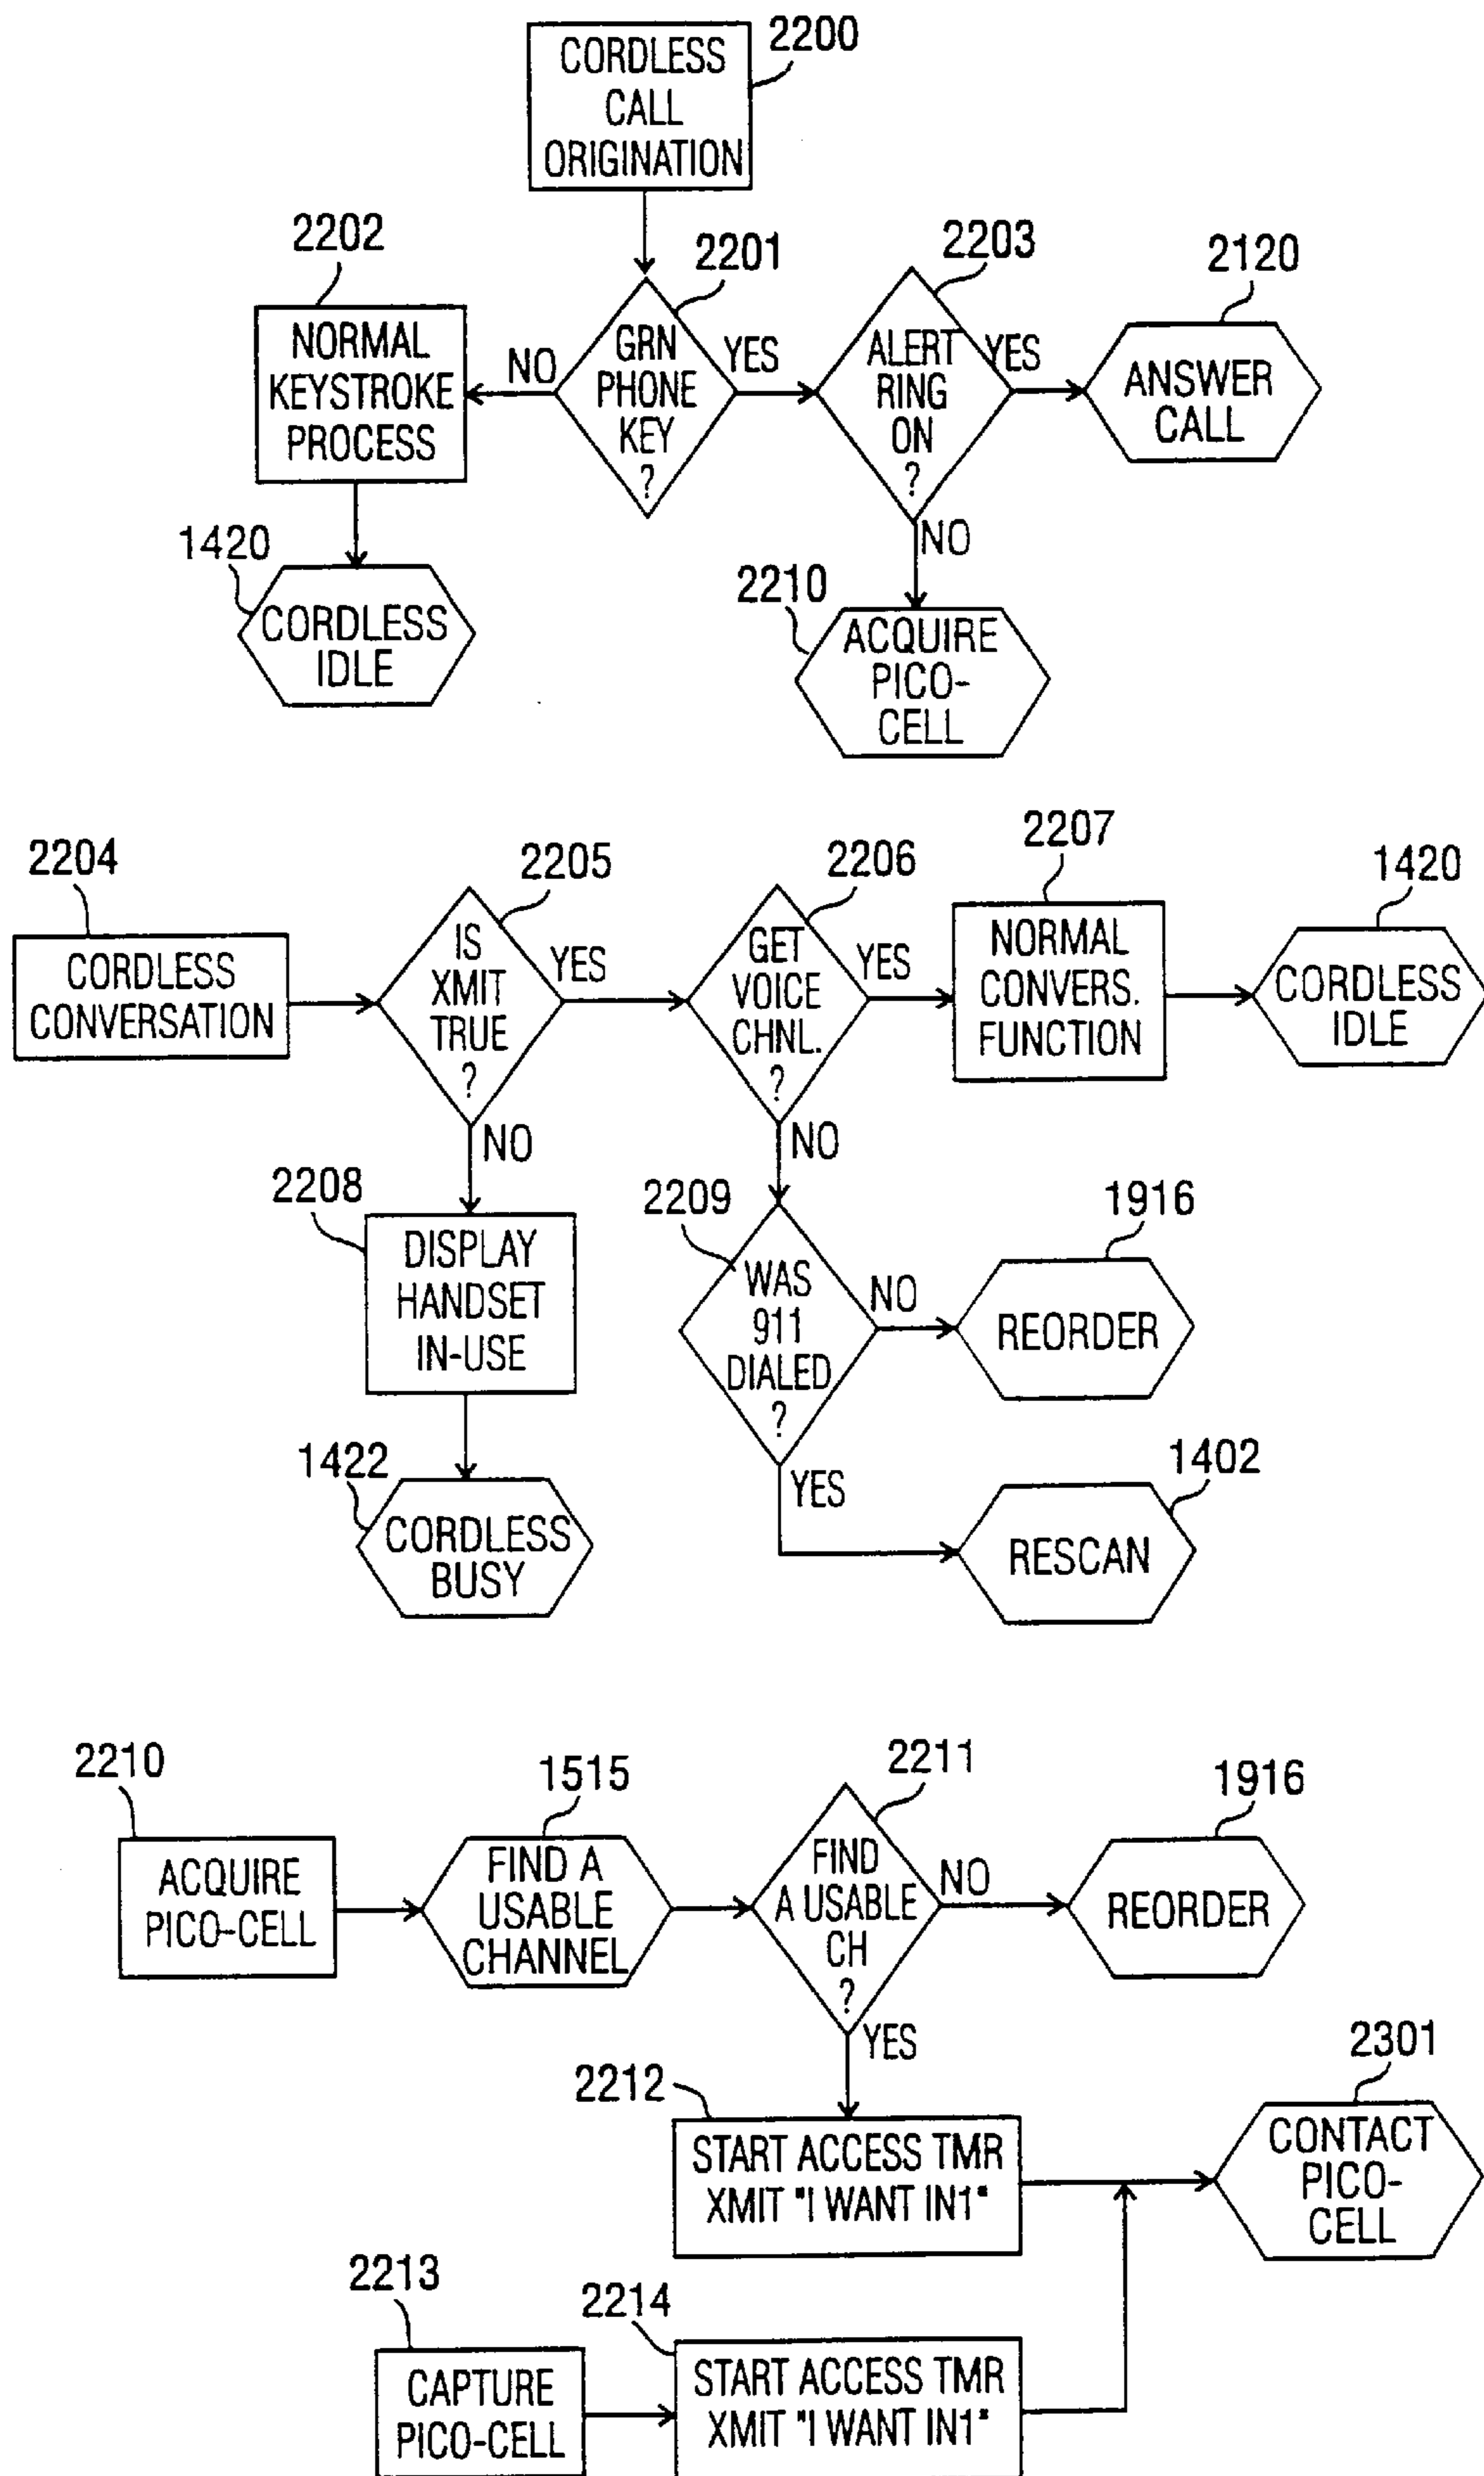 2200
CORDLESS
CALL
ORIGINATION
2202
2201
2203
2120
NORMAL
KEYSTROKE
PROCESS
NO
GRN
PHONE
KEY
?
YES
ALERT
RING
ON
?
YES
ANSWER
CALL
NO
1420
CORDLESS
IDLE
2210
ACQUIRE
PICO-
CELL
2204
2205
2206
2207
1420
CORDLESS
CONVERSATION
IS
XMIT
TRUE
?
YES
GET
VOICE
CHNL.
?
YES
NORMAL
CONVERS.
FUNCTION
CORDLESS
IDLE
NO
NO
2208
DISPLAY
HANDSET
IN-USE
2209
WAS
911
DIALED
?
NO
1916
REORDER
YES
1422
CORDLESS
BUSY
1402
RESCAN
2210
1515
2211
1916
ACQUIRE
PICO-CELL
FIND A
USABLE
CHANNEL
FIND
A USABLE
CH
?
NO
REORDER
YES
2212
START ACCESS TMR
XMIT "I WANT IN1"
2301
CONTACT
PICO-
CELL
2213
CAPTURE
PICO-CELL
2214
START ACCESS TMR
XMIT "I WANT IN1"